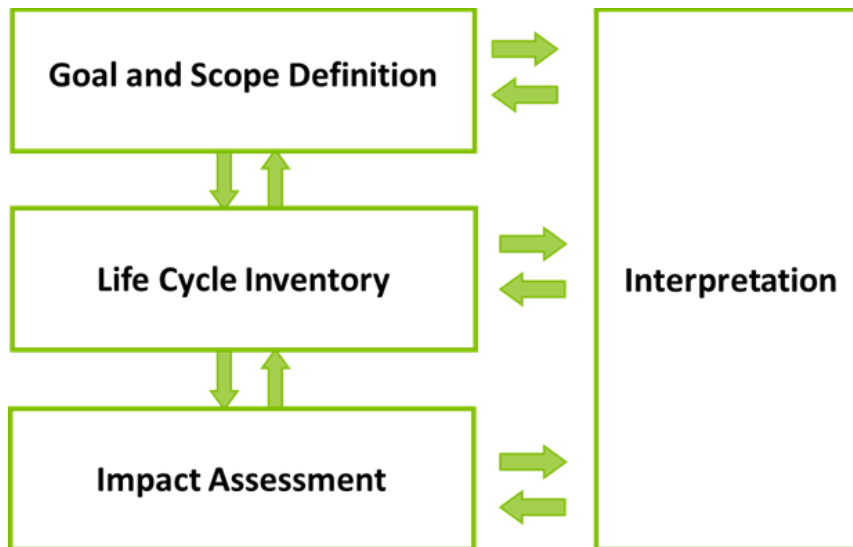 Goal and Scope Definition
Life Cycle Inventory
Interpretation
Impact Assessment